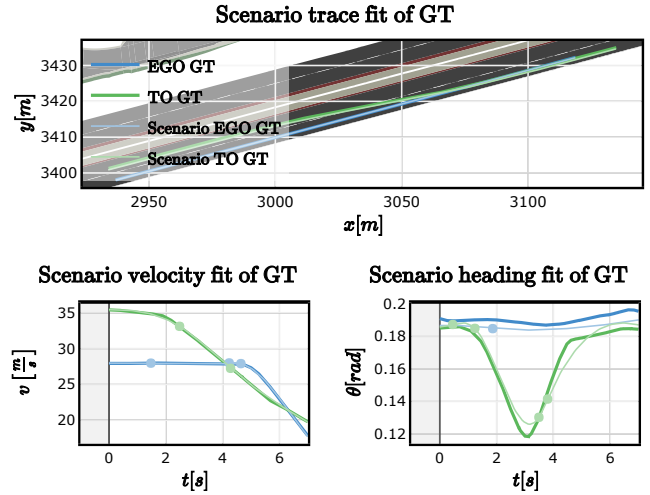 Scenario trace fit of GT
3430
3420
3410
3400
y[m]
EGO GT
TO GT
Scenario EGO GT
Scenario TO GT
2950 3000 3050 3100
x[m]
Scenario velocity fit of GT
35
30
25
20
v [m/s]
0 2 4 6
t[s]
Scenario heading fit of GT
0.2
0.18
0.16
0.14
0.12
θ[rad]
0 2 4 6
t[s]